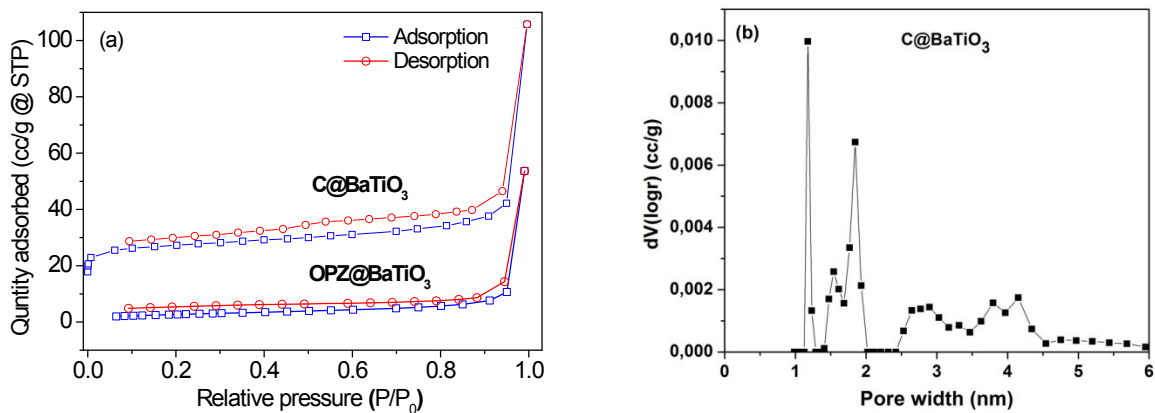 (a)
Adsorption
Desorption
C@BaTiO3
OPZ@BaTiO3
Quntity adsorbed (cc/g @ STP)
100
80
60
40
20
0
0.0 0.2 0.4 0.6 0.8 1.0
Relative pressure (P/P0)
(b)
C@BaTiO3
dV(logr) (cc/g)
0,010
0,008
0,006
0,004
0,002
0,000
0 1 2 3 4 5 6
Pore width (nm)